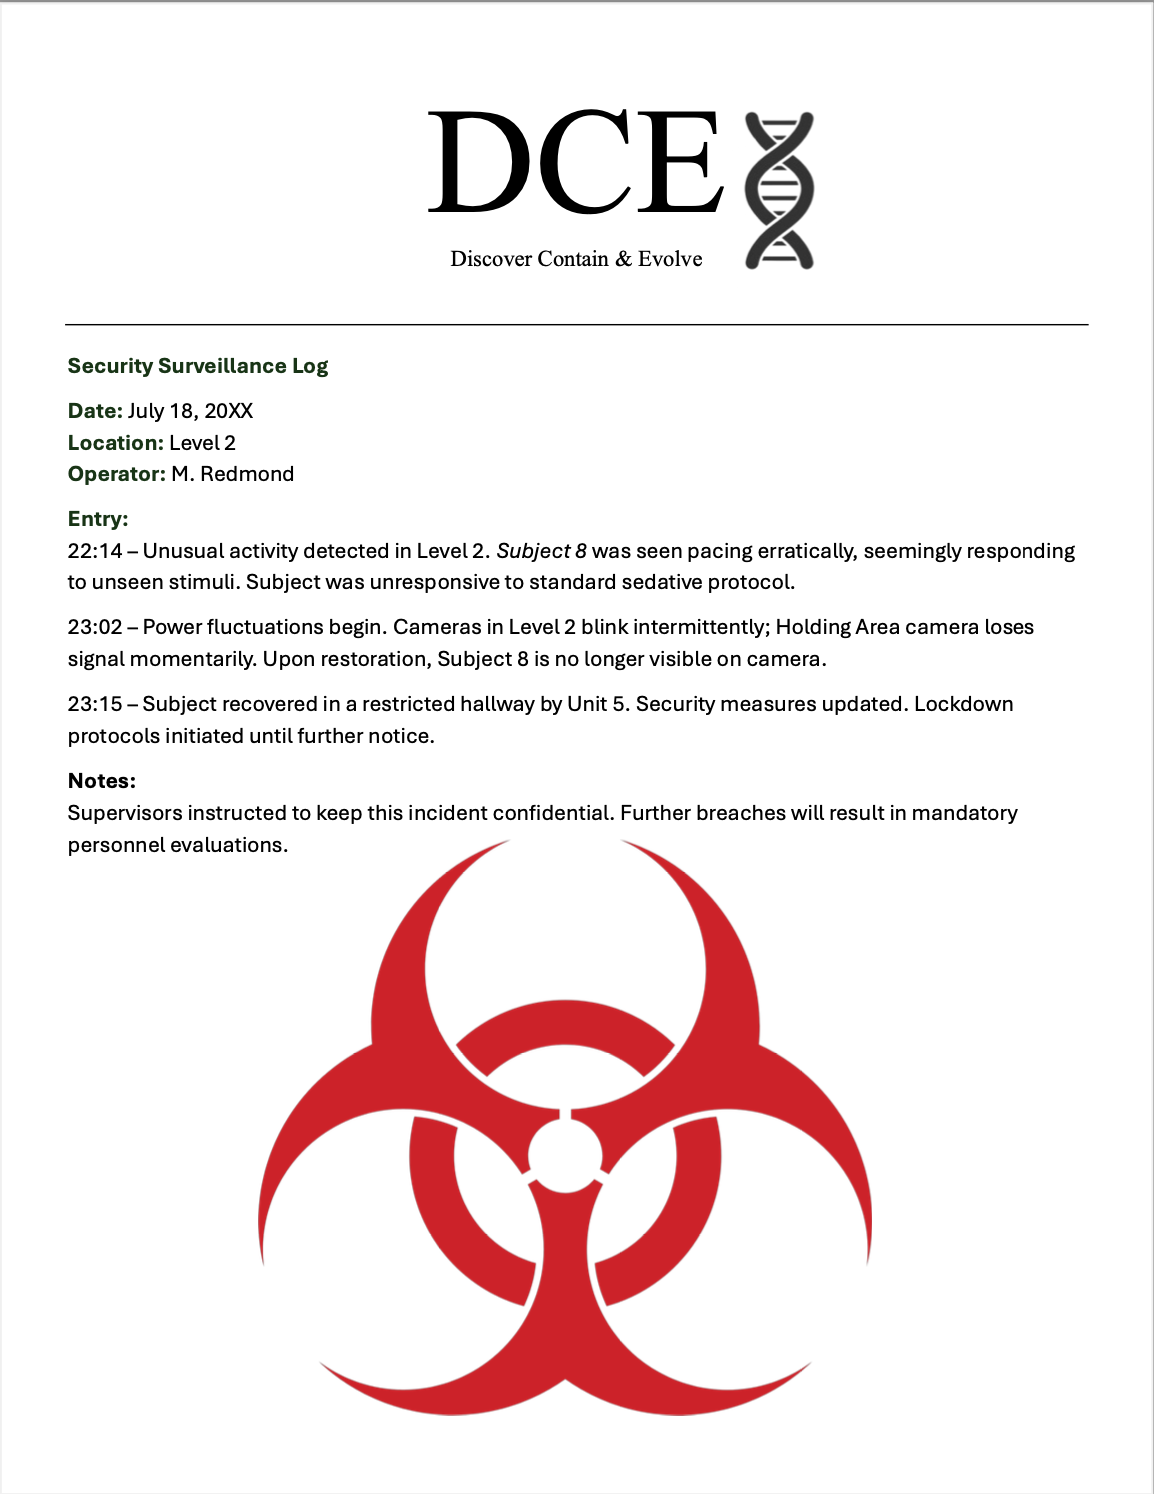 DCE
Discover Contain & Evolve
Security Surveillance Log
Date: July 18, 20XX
Location: Level 2
Operator: M. Redmond
Entry:
22:14 – Unusual activity detected in Level 2. Subject 8 was seen pacing erratically, seemingly responding
to unseen stimuli. Subject was unresponsive to standard sedative protocol.
23:02 – Power fluctuations begin. Cameras in Level 2 blink intermittently; Holding Area camera loses
signal momentarily. Upon restoration, Subject 8 is no longer visible on camera.
23:15 – Subject recovered in a restricted hallway by Unit 5. Security measures updated. Lockdown
protocols initiated until further notice.
Notes:
Supervisors instructed to keep this incident confidential. Further breaches will result in mandatory
personnel evaluations.